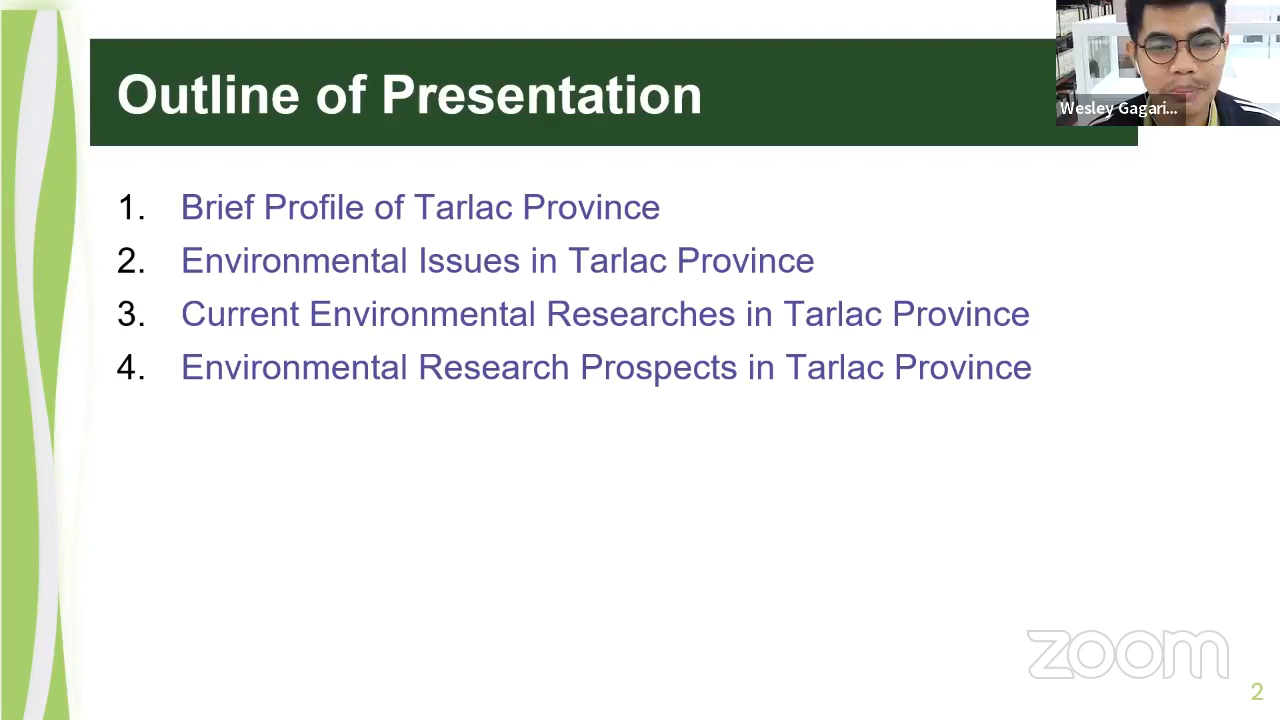 Outline of Presentation
Wesley Gagari...
1. Brief Profile of Tarlac Province
2. Environmental Issues in Tarlac Province
3. Current Environmental Researches in Tarlac Province
4. Environmental Research Prospects in Tarlac Province
zoom
2